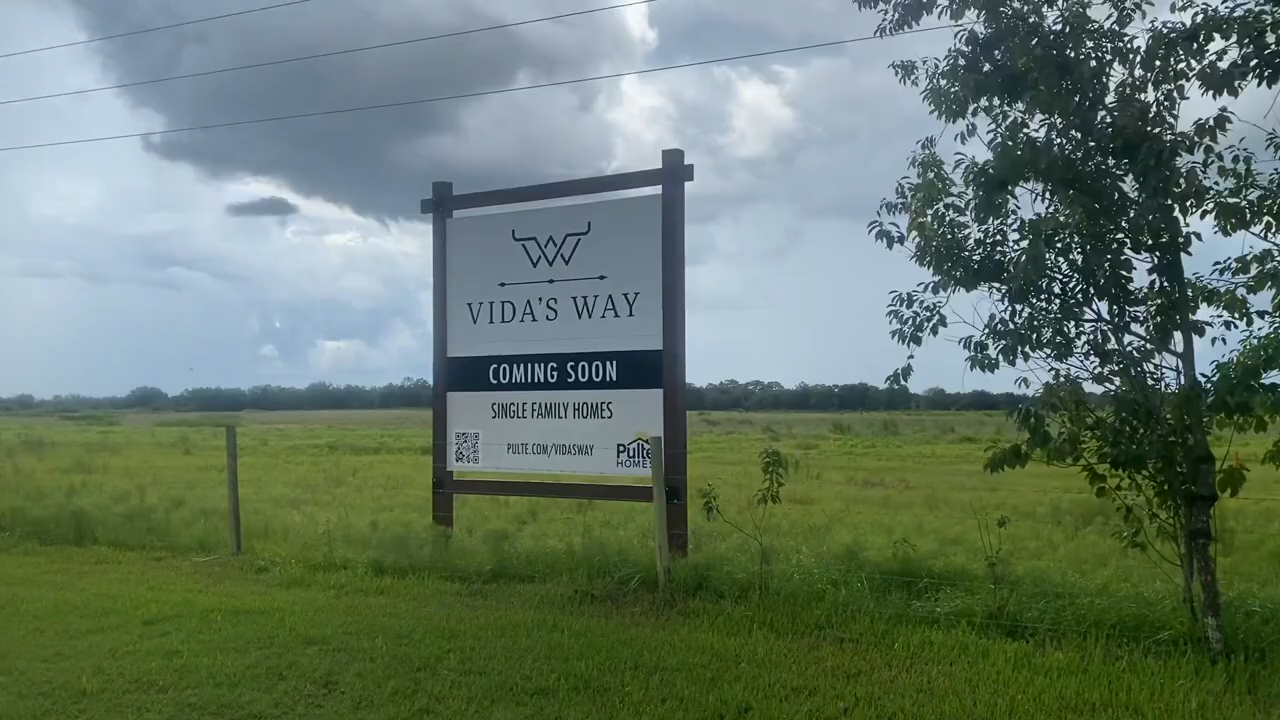 VIDA'S WAY
COMING SOON
SINGLE FAMILY HOMES
PULTE.COM/VIDASWAY
Pulte
HOMES